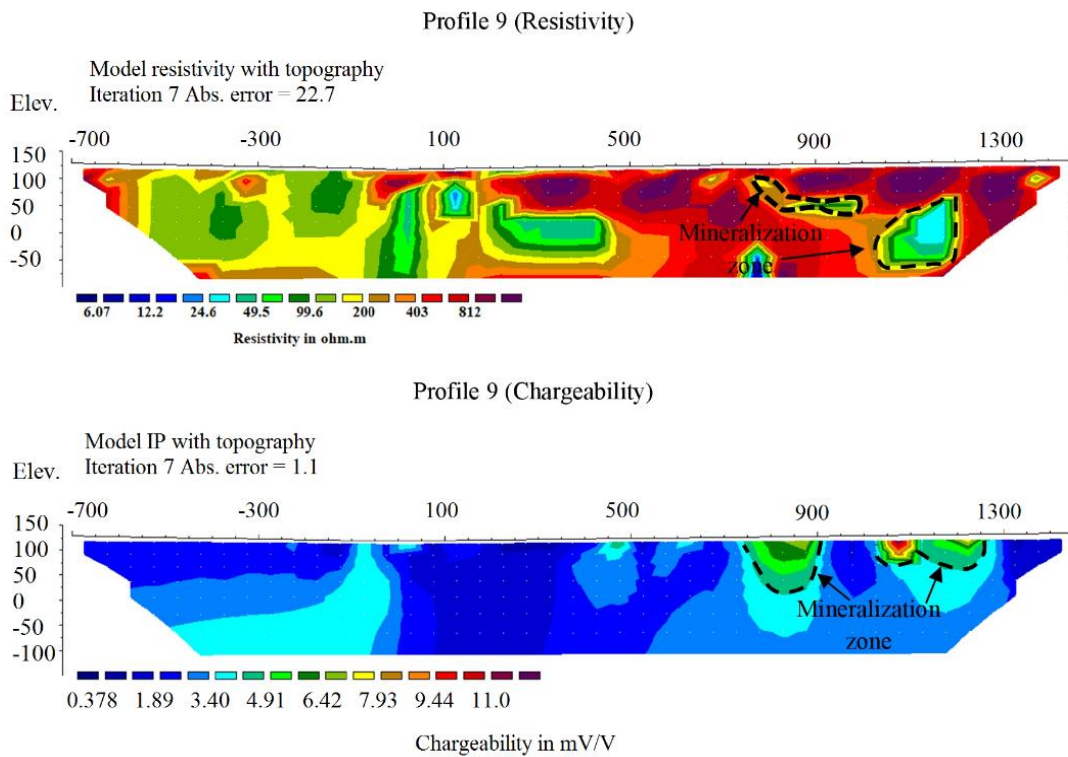 Profile 9 (Resistivity)
Model resistivity with topography
Iteration 7 Abs. error = 22.7
Elev.
-700 -300 100 500 900 1300
150
100
50
0
-50
Mineralization
zone
6.07 12.2 24.6 49.5 99.6 200 403 812
Resistivity in ohm.m
Profile 9 (Chargeability)
Model IP with topography
Iteration 7 Abs. error = 1.1
Elev.
-700 -300 100 500 900 1300
150
100
50
0
-50
-100
Mineralization
zone
0.378 1.89 3.40 4.91 6.42 7.93 9.44 11.0
Chargeability in mV/V